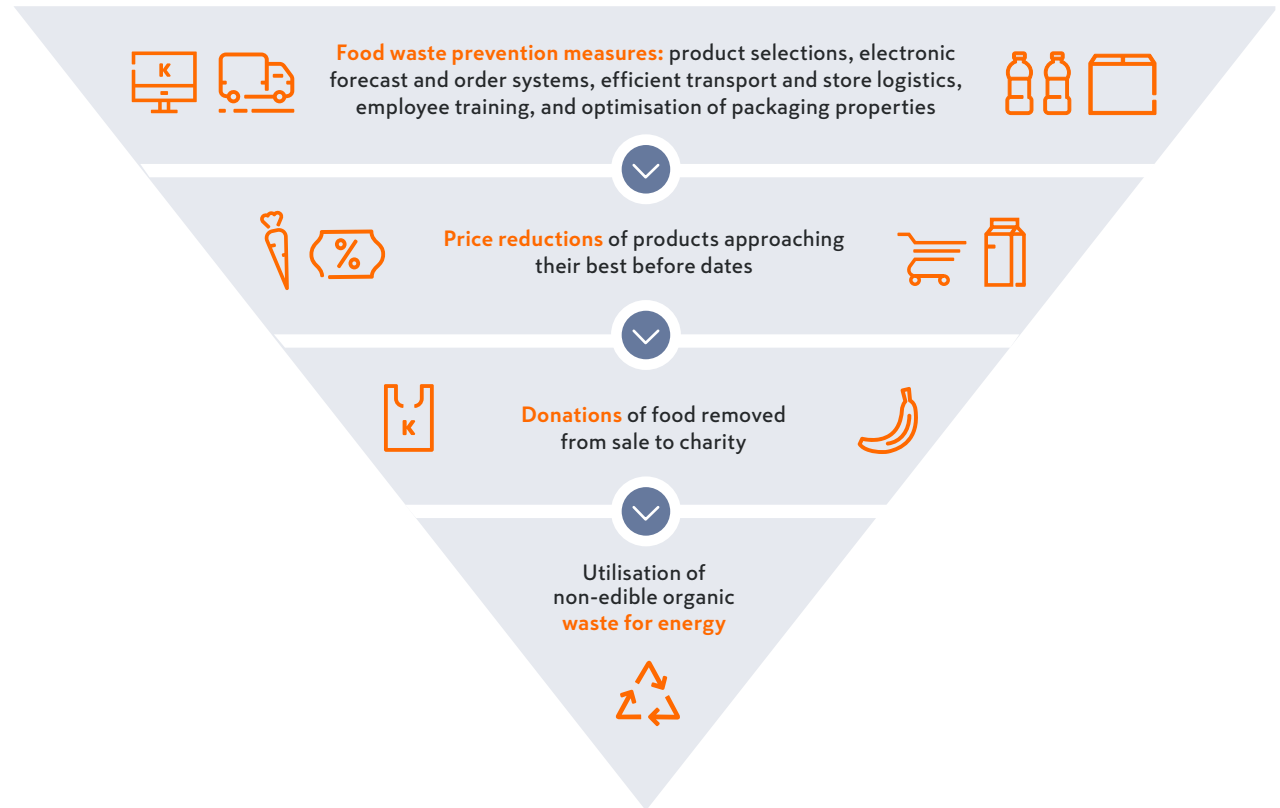 K
Food waste prevention measures: product selections, electronic
forecast and order systems, efficient transport and store logistics,
employee training, and optimisation of packaging properties
%
Price reductions of products approaching
their best before dates
K
Donations of food removed
from sale to charity
Utilisation of
non-edible organic
waste for energy